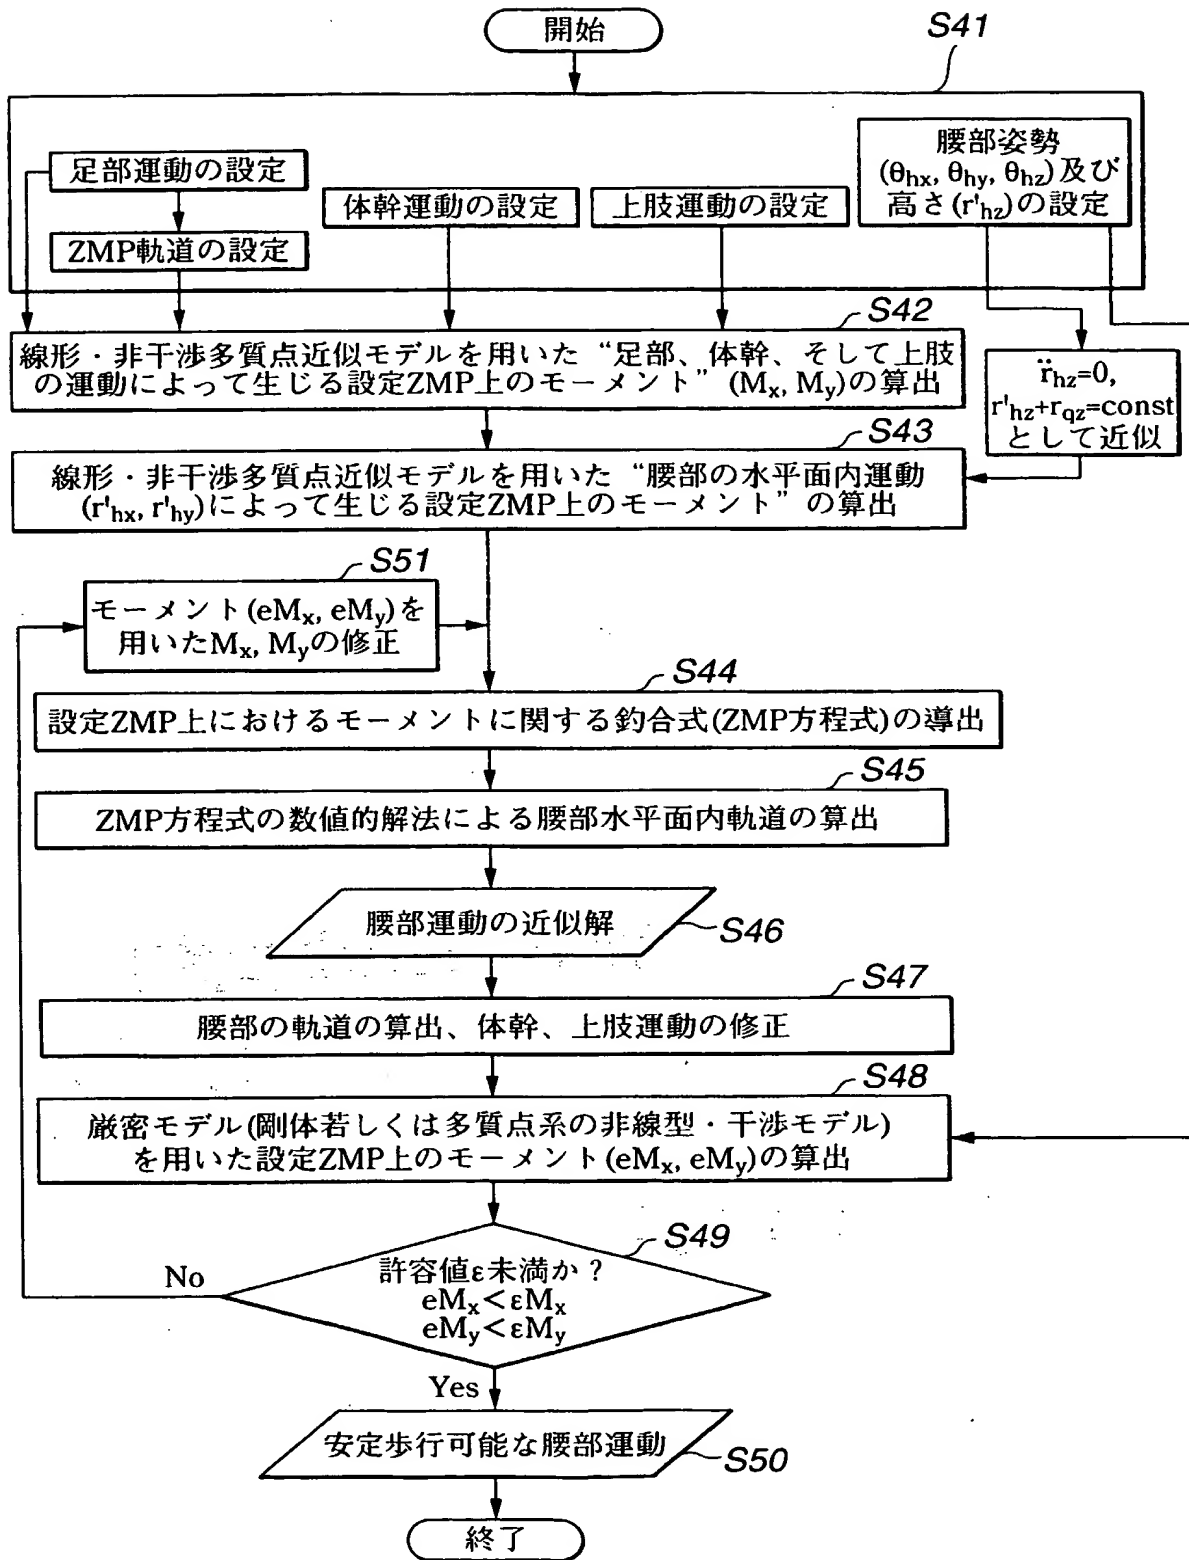 開始
S41
足部運動の設定
ZMP軌道の設定
体幹運動の設定
上肢運動の設定
腰部姿勢
(θhx, θhy, θhz)及び
高さ(r'hz)の設定
S42
線形・非干渉多質点近似モデルを用いた“足部、体幹、そして上肢
の運動によって生じる設定ZMP上のモーメント”(Mx, My)の算出
r̈hz=0,
r'hz+rqz=const
として近似
S43
線形・非干渉多質点近似モデルを用いた“腰部の水平面内運動
(r'hx, r'hy)によって生じる設定ZMP上のモーメント”の算出
S51
モーメント(eMx, eMy)を
用いたMx, Myの修正
S44
設定ZMP上におけるモーメントに関する釣合式(ZMP方程式)の導出
S45
ZMP方程式の数値的解法による腰部水平面内軌道の算出
腰部運動の近似解
S46
S47
腰部の軌道の算出、体幹、上肢運動の修正
S48
厳密モデル(剛体若しくは多質点系の非線型・干渉モデル)
を用いた設定ZMP上のモーメント(eMx, eMy)の算出
S49
No
許容値ε未満か?
eMx<εMx
eMy<εMy
Yes
安定歩行可能な腰部運動
S50
終了